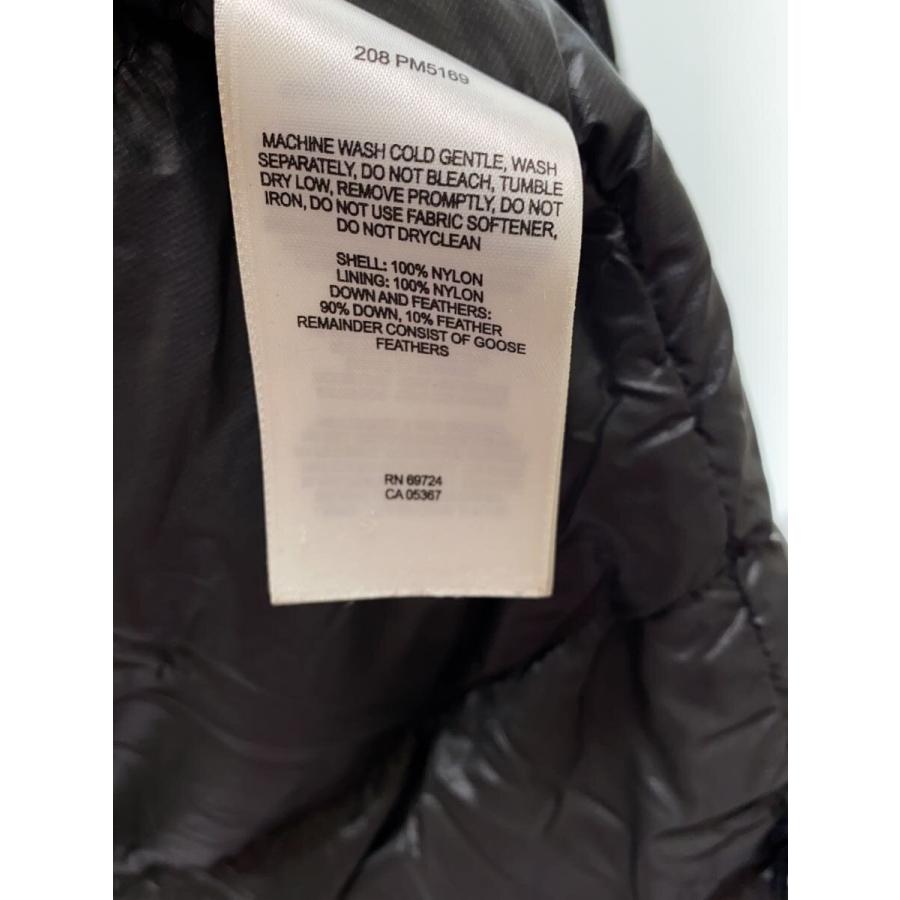 208 PM5169
MACHINE WASH COLD GENTLE, WASH
SEPARATELY, DO NOT BLEACH, TUMBLE
DRY LOW, REMOVE PROMPTLY, DO NOT
IRON, DO NOT USE FABRIC SOFTENER,
DO NOT DRYCLEAN
SHELL: 100% NYLON
LINING: 100% NYLON
DOWN AND FEATHERS:
90% DOWN, 10% FEATHER
REMAINDER CONSIST OF GOOSE
FEATHERS
RN 69724
CA 05367